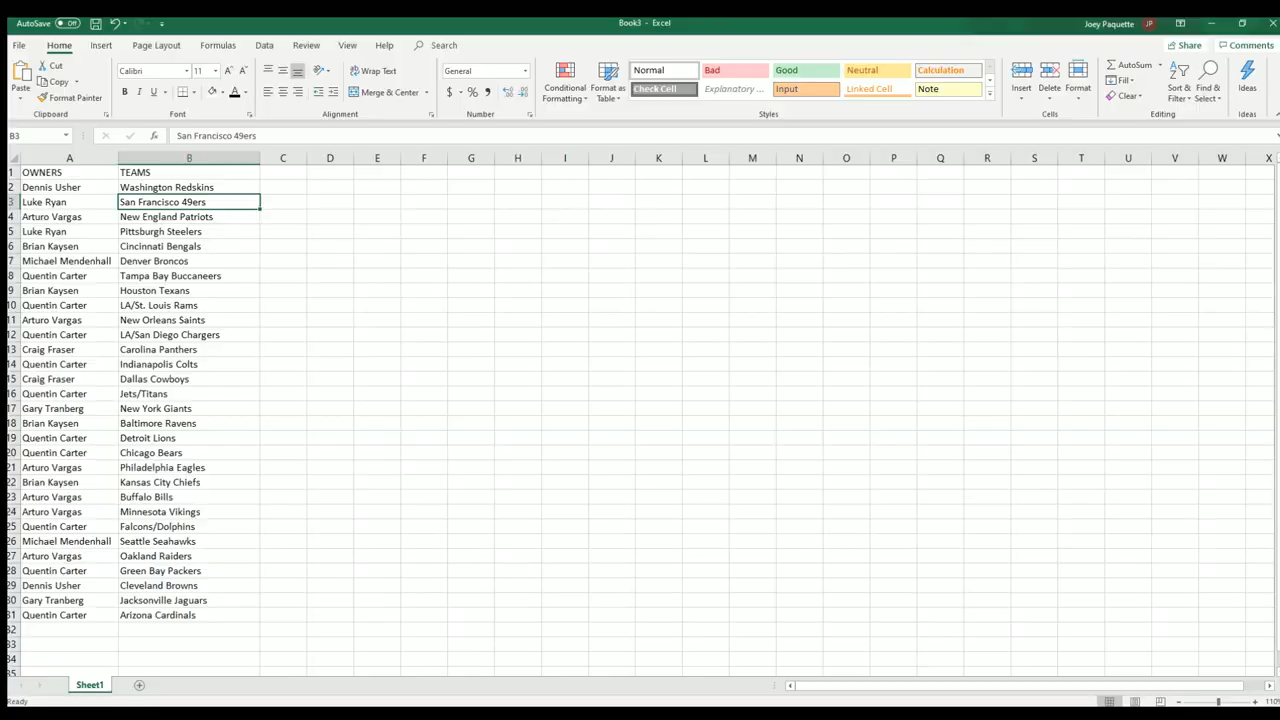 AutoSave Off Book3 - Excel Joey Paquette JP
File Home Insert Page Layout Formulas Data Review View Help Search Share Comments
Paste Cut Copy Format Painter Clipboard
Calibri 11 A A B I U A Font
Wrap Text Merge & Center Alignment
General $ % , Number
Conditional Formatting Format as Table
Normal Bad Good Neutral Calculation
Check Cell Explanatory ... Input Linked Cell Note
Styles
Insert Delete Format Cells
AutoSum Fill Clear Sort & Filter Find & Select Editing
Ideas Ideas
B3 fx San Francisco 49ers
A B C D E F G H I J K L M N O P Q R S T U V W X
1 OWNERS TEAMS
2 Dennis Usher Washington Redskins
3 Luke Ryan San Francisco 49ers
4 Arturo Vargas New England Patriots
5 Luke Ryan Pittsburgh Steelers
6 Brian Kaysen Cincinnati Bengals
7 Michael Mendenhall Denver Broncos
8 Quentin Carter Tampa Bay Buccaneers
9 Brian Kaysen Houston Texans
10 Quentin Carter LA/St. Louis Rams
11 Arturo Vargas New Orleans Saints
12 Quentin Carter LA/San Diego Chargers
13 Craig Fraser Carolina Panthers
14 Quentin Carter Indianapolis Colts
15 Craig Fraser Dallas Cowboys
16 Quentin Carter Jets/Titans
17 Gary Tranberg New York Giants
18 Brian Kaysen Baltimore Ravens
19 Quentin Carter Detroit Lions
20 Quentin Carter Chicago Bears
21 Arturo Vargas Philadelphia Eagles
22 Brian Kaysen Kansas City Chiefs
23 Arturo Vargas Buffalo Bills
24 Arturo Vargas Minnesota Vikings
25 Quentin Carter Falcons/Dolphins
26 Michael Mendenhall Seattle Seahawks
27 Arturo Vargas Oakland Raiders
28 Quentin Carter Green Bay Packers
29 Dennis Usher Cleveland Browns
30 Gary Tranberg Jacksonville Jaguars
31 Quentin Carter Arizona Cardinals
32
33
34
35
Sheet1
Ready 110